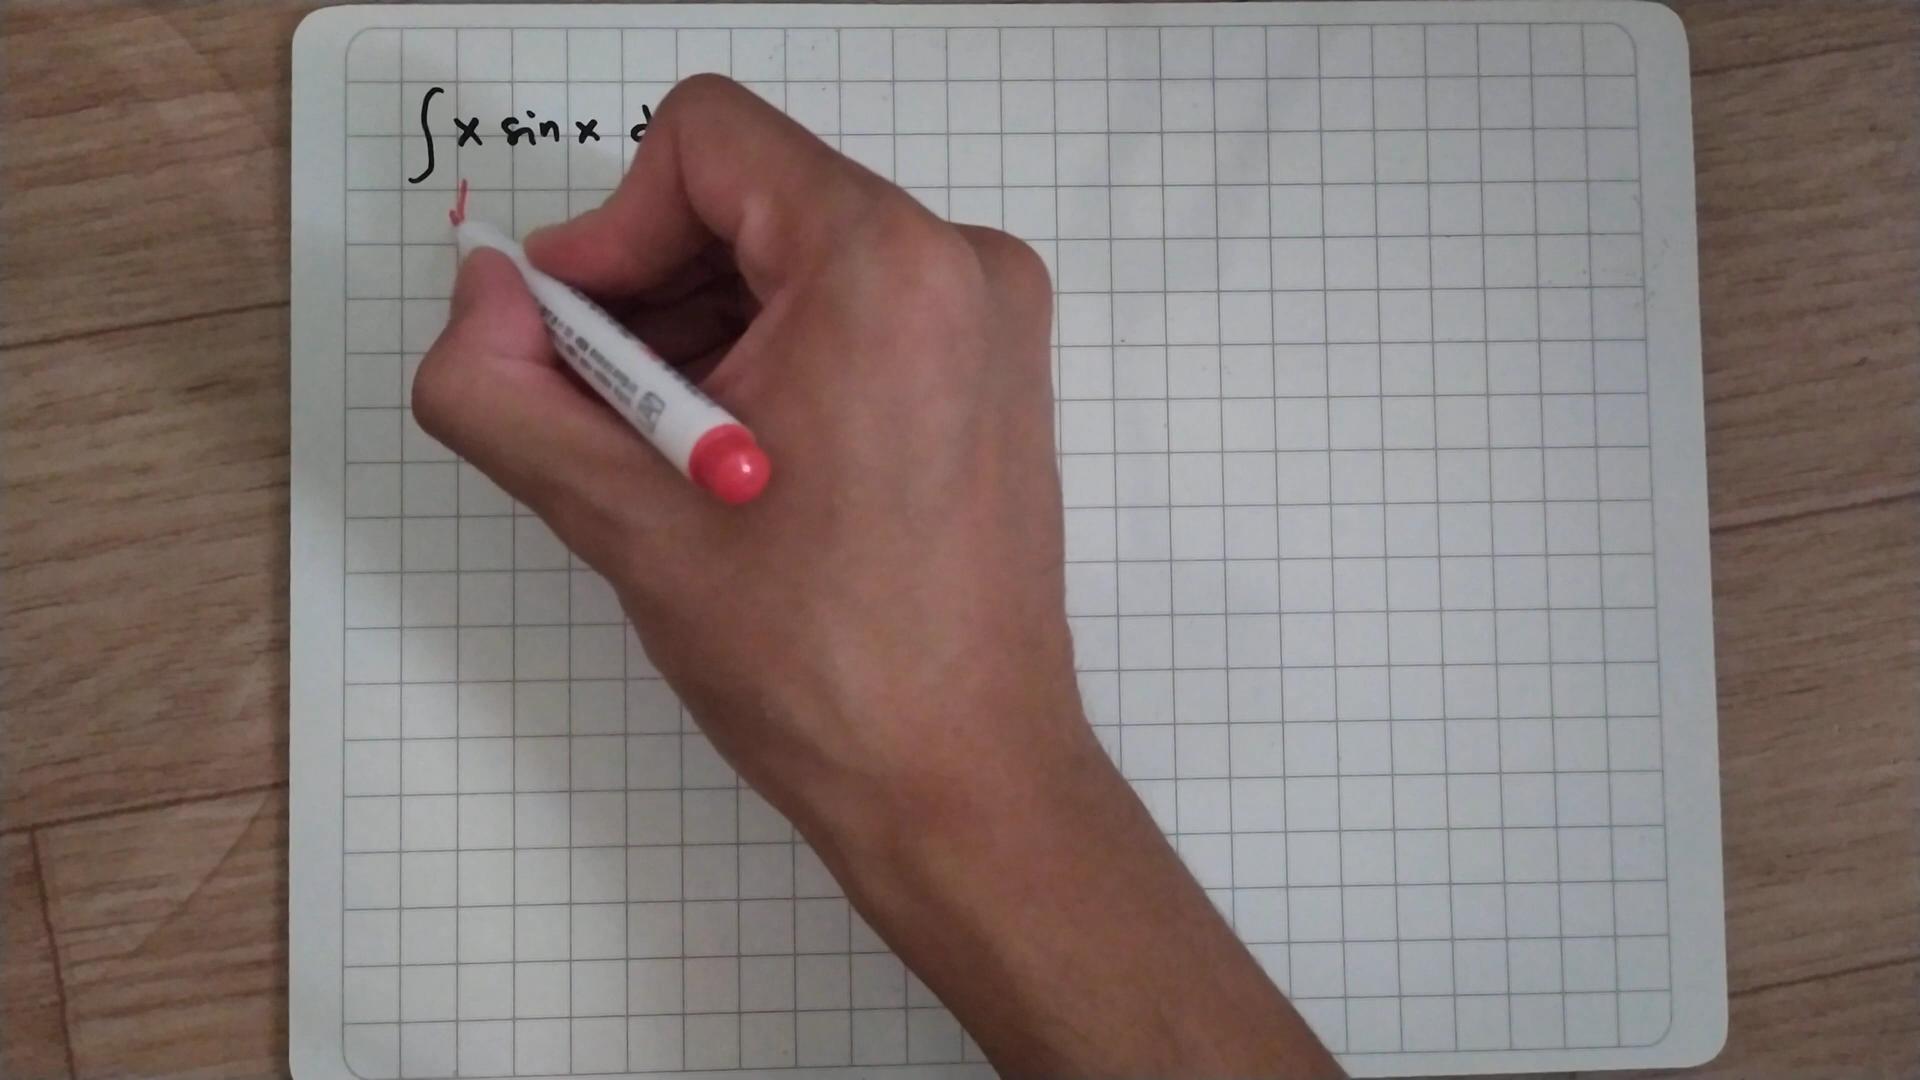 ∫ x sin x d